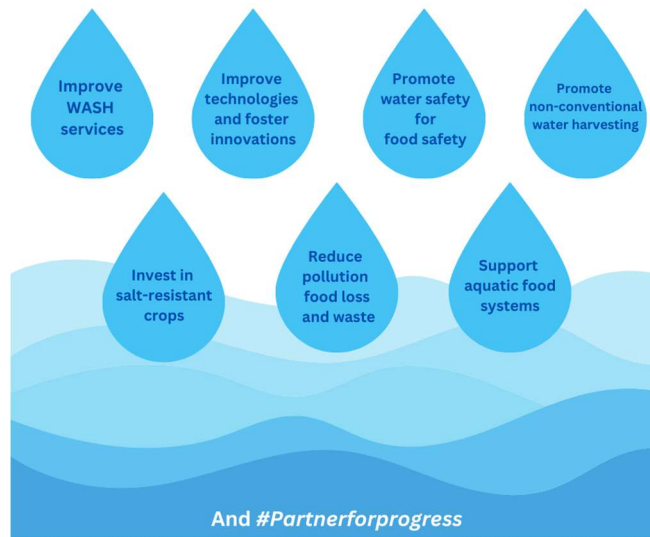 Improve
WASH
services
Improve
technologies
and foster
innovations
Promote
water safety
for
food safety
Promote
non-conventional
water harvesting
Invest in
salt-resistant
crops
Reduce
pollution
food loss
and waste
Support
aquatic food
systems
And #Partnerforprogress